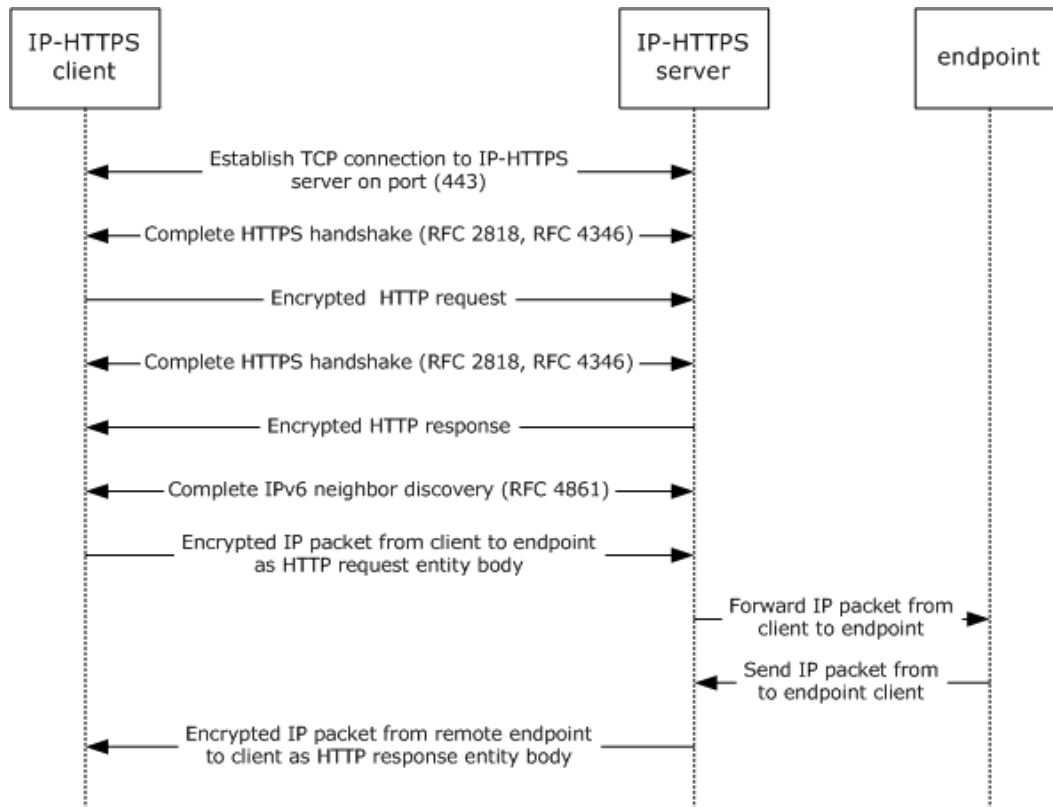 IP-HTTPS
client
IP-HTTPS
server
endpoint
Establish TCP connection to IP-HTTPS
server on port (443)
Complete HTTPS handshake (RFC 2818, RFC 4346)
Encrypted  HTTP request
Complete HTTPS handshake (RFC 2818, RFC 4346)
Encrypted HTTP response
Complete IPv6 neighbor discovery (RFC 4861)
Encrypted IP packet from client to endpoint
as HTTP request entity body
Forward IP packet from
client to endpoint
Send IP packet from
to endpoint client
Encrypted IP packet from remote endpoint
to client as HTTP response entity body